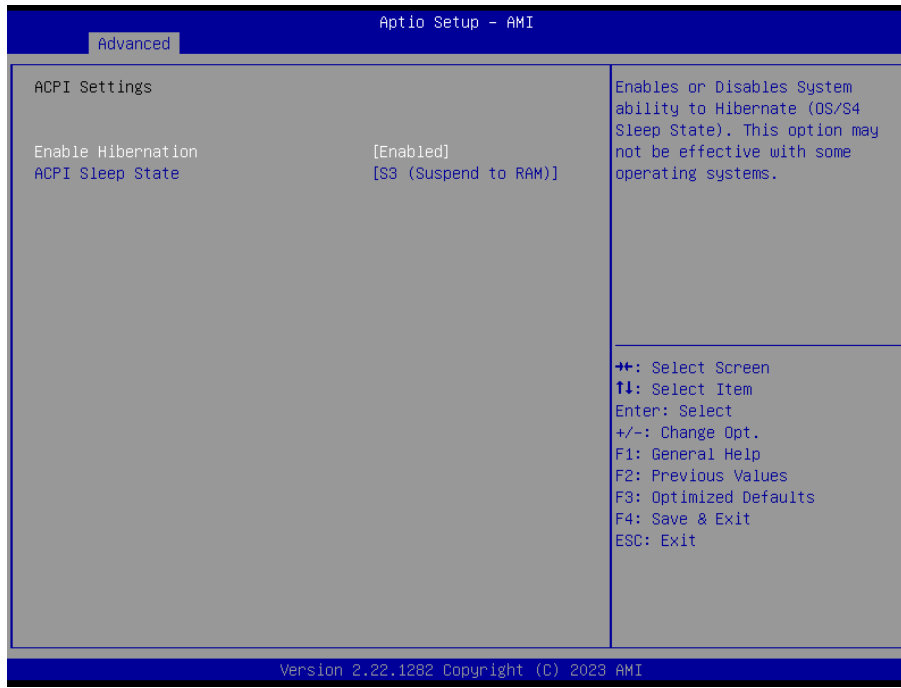 Aptio Setup – AMI
Advanced
ACPI Settings
Enable Hibernation [Enabled]
ACPI Sleep State [S3 (Suspend to RAM)]
Enables or Disables System
ability to Hibernate (OS/S4
Sleep State). This option may
not be effective with some
operating systems.
→←: Select Screen
↑↓: Select Item
Enter: Select
+/-: Change Opt.
F1: General Help
F2: Previous Values
F3: Optimized Defaults
F4: Save & Exit
ESC: Exit
Version 2.22.1282 Copyright (C) 2023 AMI